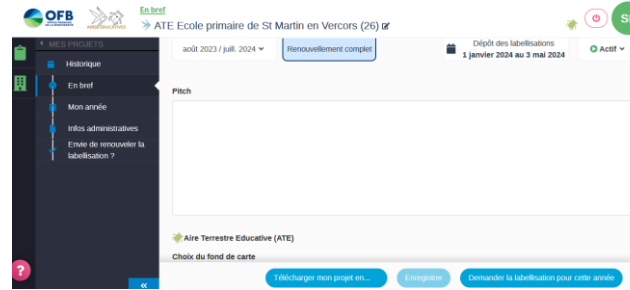 OFB
AIRES EDUCATIVES
En bref
ATE Ecole primaire de St Martin en Vercors (26)
MES PROJETS
Historique
En bref
Mon année
Infos administratives
Envie de renouveler la
labellisation ?
août 2023 / juil. 2024
Renouvellement complet
Dépôt des labellisations
1 janvier 2024 au 3 mai 2024
Actif
Pitch
Aire Terrestre Educative (ATE)
Choix du fond de carte
?
«
Télécharger mon projet en...
Enregistrer
Demander la labellisation pour cette année